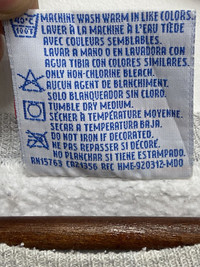 MACHINE WASH WARM IN LIKE COLORS.
LAVER À LA MACHINE À L'EAU TIÈDE
AVEC COULEURS SEMBLABLES.
LAVAR A MANO O EN LAVADORA CON
AGUA TIBIA CON COLORES SIMILARES.
ONLY NON-CHLORINE BLEACH.
AUCUN AGENT DE BLANCHIMENT.
SOLO BLANQUEADOR SIN CLORO.
TUMBLE DRY MEDIUM.
SÉCHER À TEMPÉRATURE MOYENNE.
SECAR A TEMPERATURA BAJA.
DO NOT IRON IF DECORATED.
NE PAS REPASSER SI DÉCORÉ.
NO PLANCHAR SI TIENE ESTAMPADO.
RN15763 CA21356 RFC HME-920312-MD0